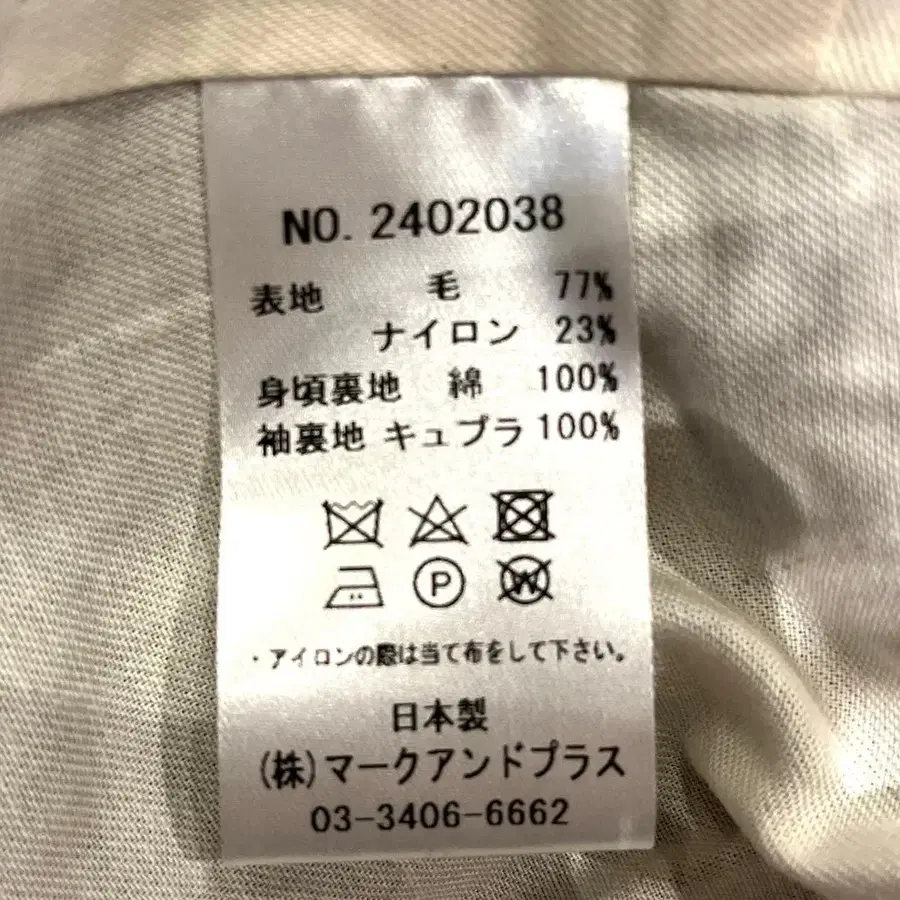 NO. 2402038
表地 毛 77%
ナイロン 23%
身頃裏地 綿 100%
袖裏地 キュプラ 100%
P W
・アイロンの際は当て布をして下さい。
日本製
(株)マークアンドプラス
03-3406-6662